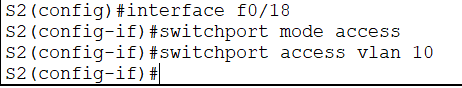 S2(config)#interface f0/18
S2(config-if)#switchport mode access
S2(config-if)#switchport access vlan 10
S2(config-if)#